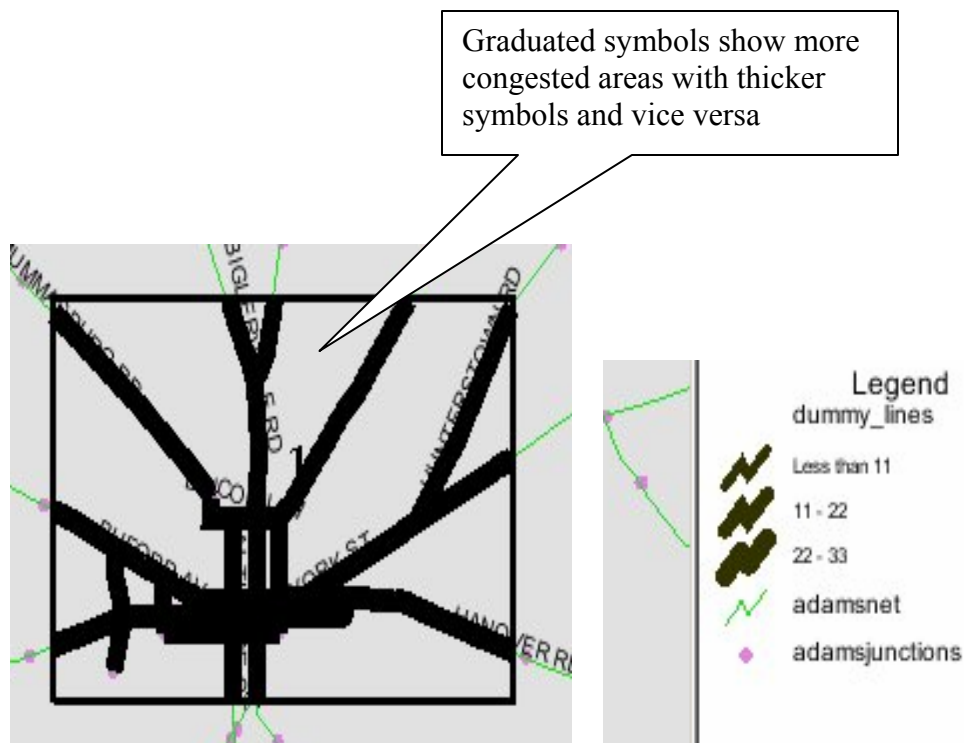 Graduated symbols show more
congested areas with thicker
symbols and vice versa
RD
E RD
1
YORK ST
HANOVER RD
Legend
dummy_lines
Less than 11
11 - 22
22 - 33
adamsnet
adamsjunctions